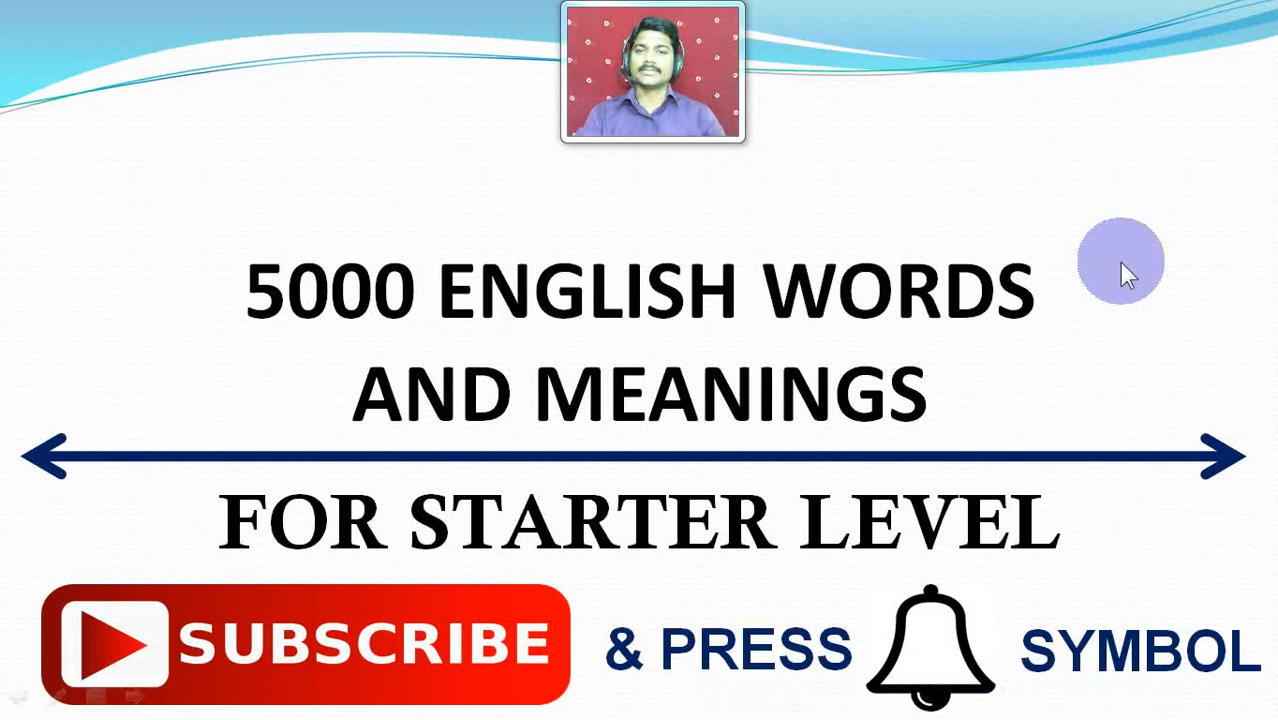 5000 ENGLISH WORDS
AND MEANINGS
FOR STARTER LEVEL
SUBSCRIBE & PRESS SYMBOL